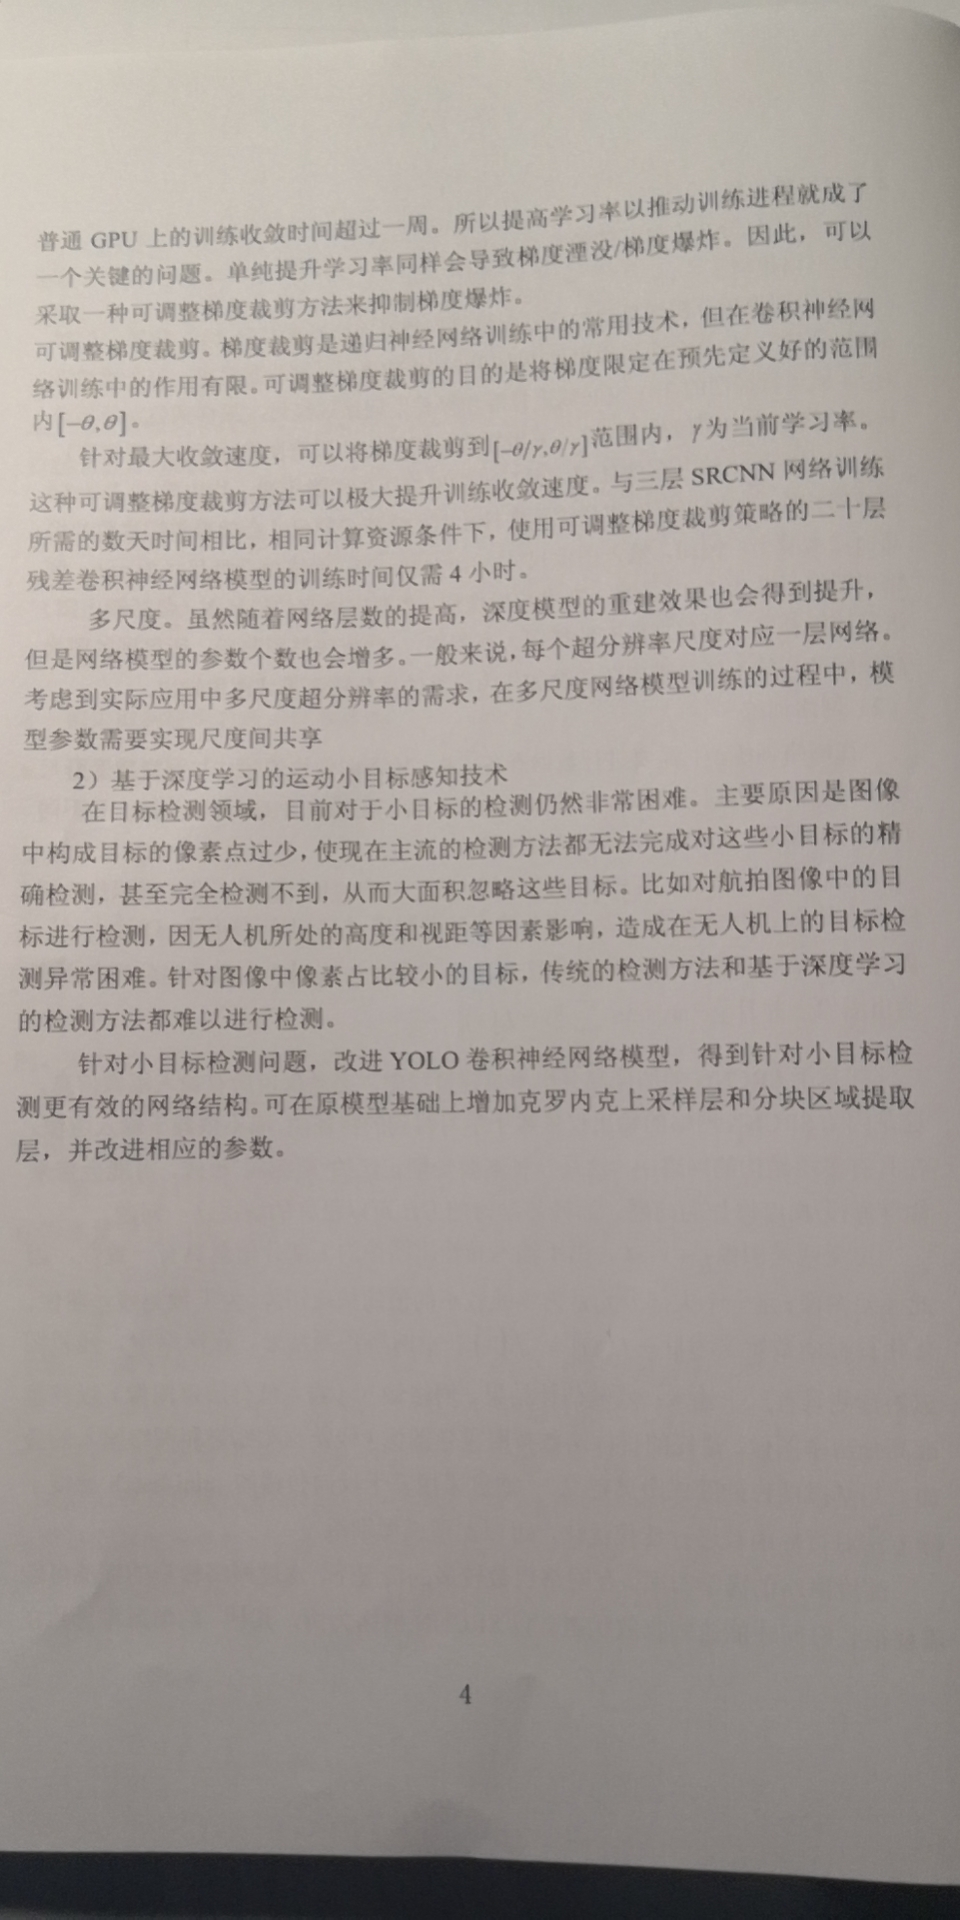 普通 GPU 上的训练收敛时间超过一周。所以提高学习率以推动训练进程就成了
一个关键的问题。单纯提升学习率同样会导致梯度湮没/梯度爆炸。因此，可以
采取一种可调整梯度裁剪方法来抑制梯度爆炸。
可调整梯度裁剪。梯度裁剪是递归神经网络训练中的常用技术，但在卷积神经网
络训练中的作用有限。可调整梯度裁剪的目的是将梯度限定在预先定义好的范围
内[−θ,θ]。
针对最大收敛速度，可以将梯度裁剪到[−θ/γ,θ/γ]范围内，γ为当前学习率。
这种可调整梯度裁剪方法可以极大提升训练收敛速度。与三层 SRCNN 网络训练
所需的数天时间相比，相同计算资源条件下，使用可调整梯度裁剪策略的二十层
残差卷积神经网络模型的训练时间仅需 4 小时。
多尺度。虽然随着网络层数的提高，深度模型的重建效果也会得到提升，
但是网络模型的参数个数也会增多。一般来说，每个超分辨率尺度对应一层网络。
考虑到实际应用中多尺度超分辨率的需求，在多尺度网络模型训练的过程中，模
型参数需要实现尺度间共享
2）基于深度学习的运动小目标感知技术
在目标检测领域，目前对于小目标的检测仍然非常困难。主要原因是图像
中构成目标的像素点过少，使现在主流的检测方法都无法完成对这些小目标的精
确检测，甚至完全检测不到，从而大面积忽略这些目标。比如对航拍图像中的目
标进行检测，因无人机所处的高度和视距等因素影响，造成在无人机上的目标检
测异常困难。针对图像中像素占比较小的目标，传统的检测方法和基于深度学习
的检测方法都难以进行检测。
针对小目标检测问题，改进 YOLO 卷积神经网络模型，得到针对小目标检
测更有效的网络结构。可在原模型基础上增加克罗内克上采样层和分块区域提取
层，并改进相应的参数。
4